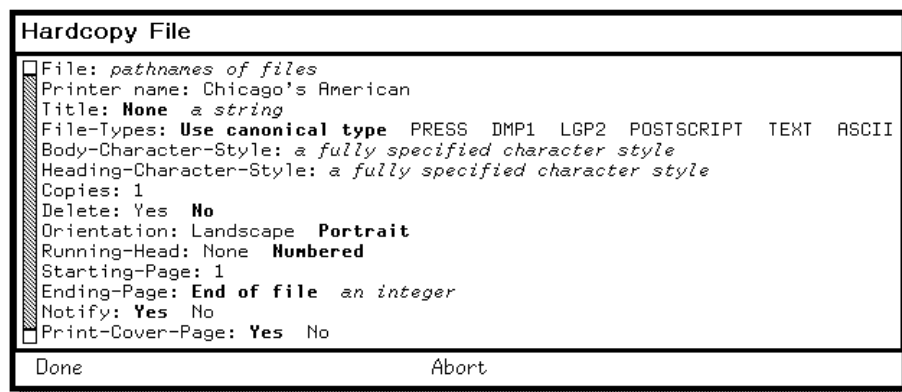 Hardcopy File
File: pathnames of files
Printer name: Chicago's American
Title: None a string
File-Types: Use canonical type PRESS DMP1 LGP2 POSTSCRIPT TEXT ASCII
Body-Character-Style: a fully specified character style
Heading-Character-Style: a fully specified character style
Copies: 1
Delete: Yes No
Orientation: Landscape Portrait
Running-Head: None Numbered
Starting-Page: 1
Ending-Page: End of file an integer
Notify: Yes No
Print-Cover-Page: Yes No
Done Abort